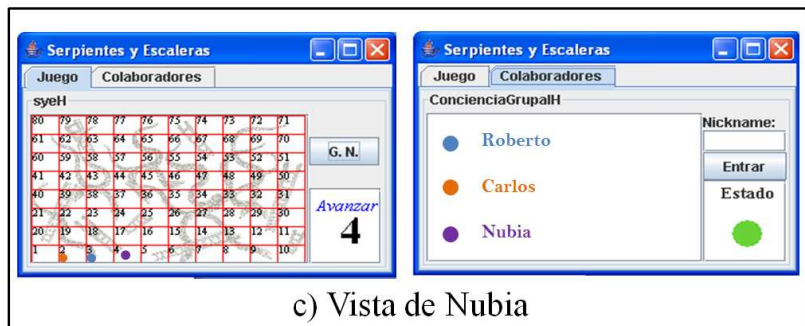 Serpientes y Escaleras
Juego Colaboradores
syeH
80 79 78 77 76 75 74 73 72 71
61 62 63 64 65 66 67 68 69 70
60 59 58 57 56 55 54 53 52 51
41 42 43 44 45 46 47 48 49 50
40 39 38 37 36 35 34 33 32 31
21 22 23 24 25 26 27 28 29 30
20 19 18 17 16 15 14 13 12 11
1 2 3 4 5 6 7 8 9 10
G. N.
Avanzar
4
Serpientes y Escaleras
Juego Colaboradores
ConcienciaGrupalH
Roberto
Carlos
Nubia
Nickname:
Entrar
Estado
c) Vista de Nubia